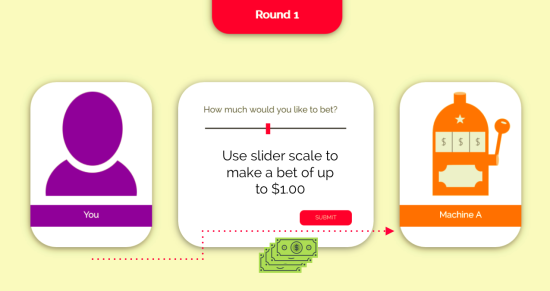 Round 1
How much would you like to bet?
Use slider scale to
make a bet of up
to $1.00
SUBMIT
You
Machine A
$ $ $
$